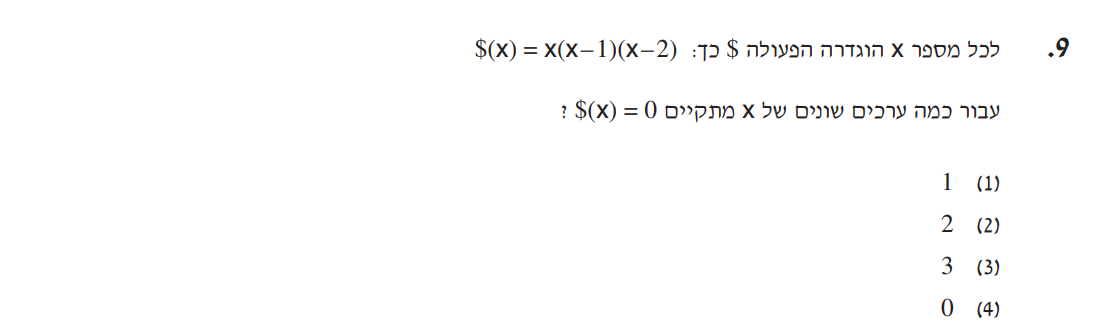 9. לכל מספר x הוגדרה הפעולה $ כך: $(x) = x(x−1)(x−2)
עבור כמה ערכים שונים של x מתקיים $(x) = 0 ?
(1) 1
(2) 2
(3) 3
(4) 0